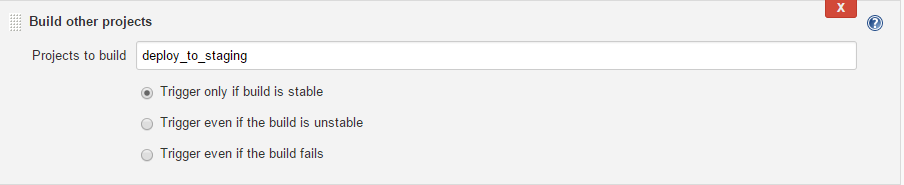 Build other projects
X
?
Projects to build deploy_to_staging
Trigger only if build is stable
Trigger even if the build is unstable
Trigger even if the build fails